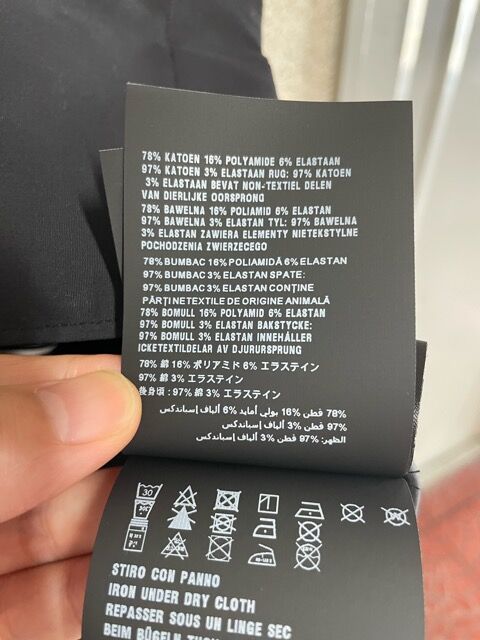 78% KATOEN 16% POLYAMIDE 6% ELASTAAN
97% KATOEN 3% ELASTAAN RUG: 97% KATOEN
3% ELASTAAN BEVAT NON-TEXTIEL DELEN
VAN DIERLIJKE OORSPRONG
78% BAWELNA 16% POLIAMID 6% ELASTAN
97% BAWELNA 3% ELASTAN TYL: 97% BAWELNA
3% ELASTAN ZAWIERA ELEMENTY NIETEKSTYLNE
POCHODZENIA ZWIERZECEGO
78% BUMBAC 16% POLIAMIDĂ 6% ELASTAN
97% BUMBAC 3% ELASTAN SPATE:
97% BUMBAC 3% ELASTAN CONȚINE
PĂRȚI NETEXTILE DE ORIGINE ANIMALĂ
78% BOMULL 16% POLYAMID 6% ELASTAN
97% BOMULL 3% ELASTAN BAKSTYCKE:
97% BOMULL 3% ELASTAN INNEHÅLLER
ICKETEXTILDELAR AV DJURURSPRUNG
78% 綿 16% ポリアミド 6% エラステイン
97% 綿 3% エラステイン
後身頃 : 97% 綿 3% エラステイン
78% قطن 16% بولي أمايد 6% ألياف إسباندكس
97% قطن 3% ألياف إسباندكس
الظهر: 97% قطن 3% ألياف إسباندكس
30
STIRO CON PANNO
IRON UNDER DRY CLOTH
REPASSER SOUS UN LINGE SEC
BEIM BÜGELN